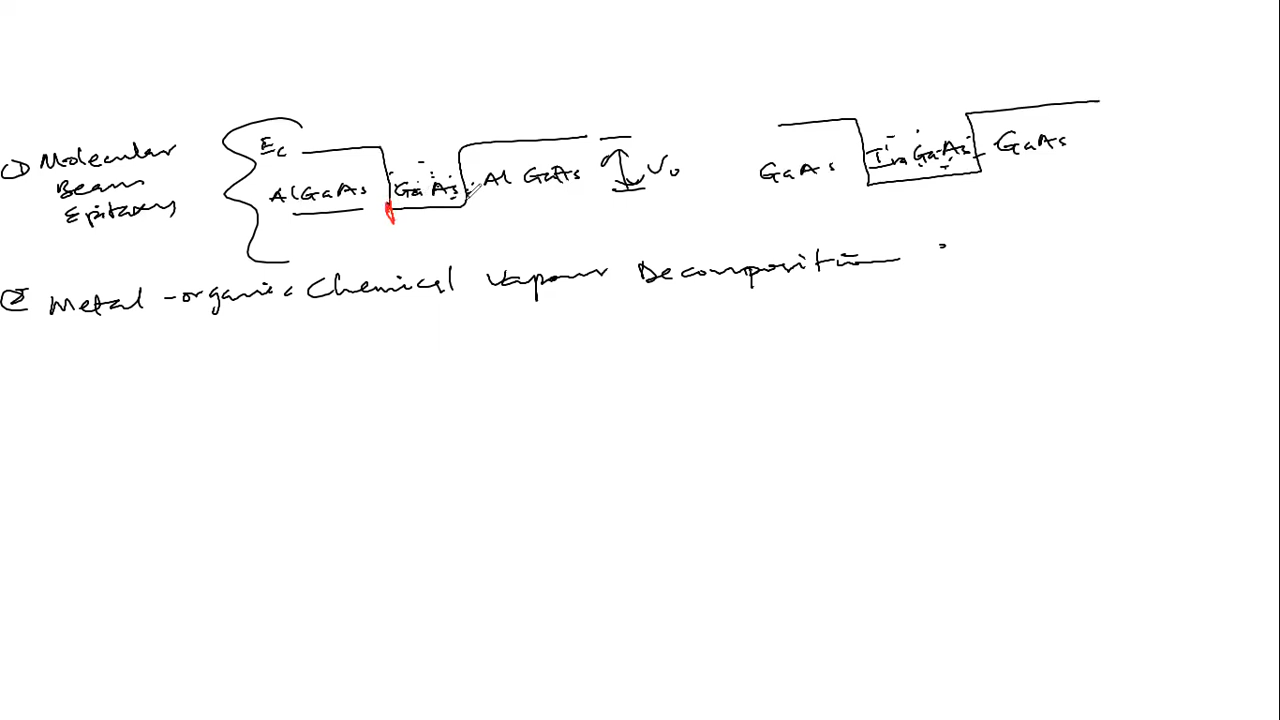 ① Molecular
Beam
Epitaxy
Ec
AlGaAs GaAs AlGaAs V₀
GaAs InGaAs GaAs
② Metal-organic Chemical Vapour Decomposition